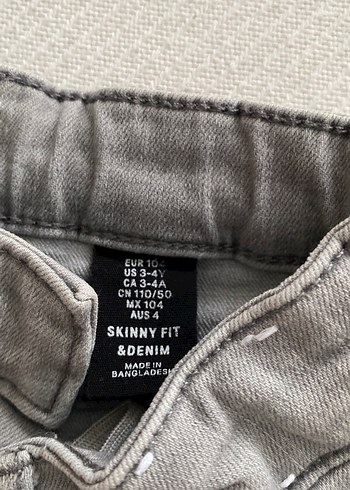 EUR 104
US 3-4Y
CA 3-4A
CN 110/50
MX 104
AUS 4
SKINNY FIT
&DENIM
MADE IN
BANGLADESH